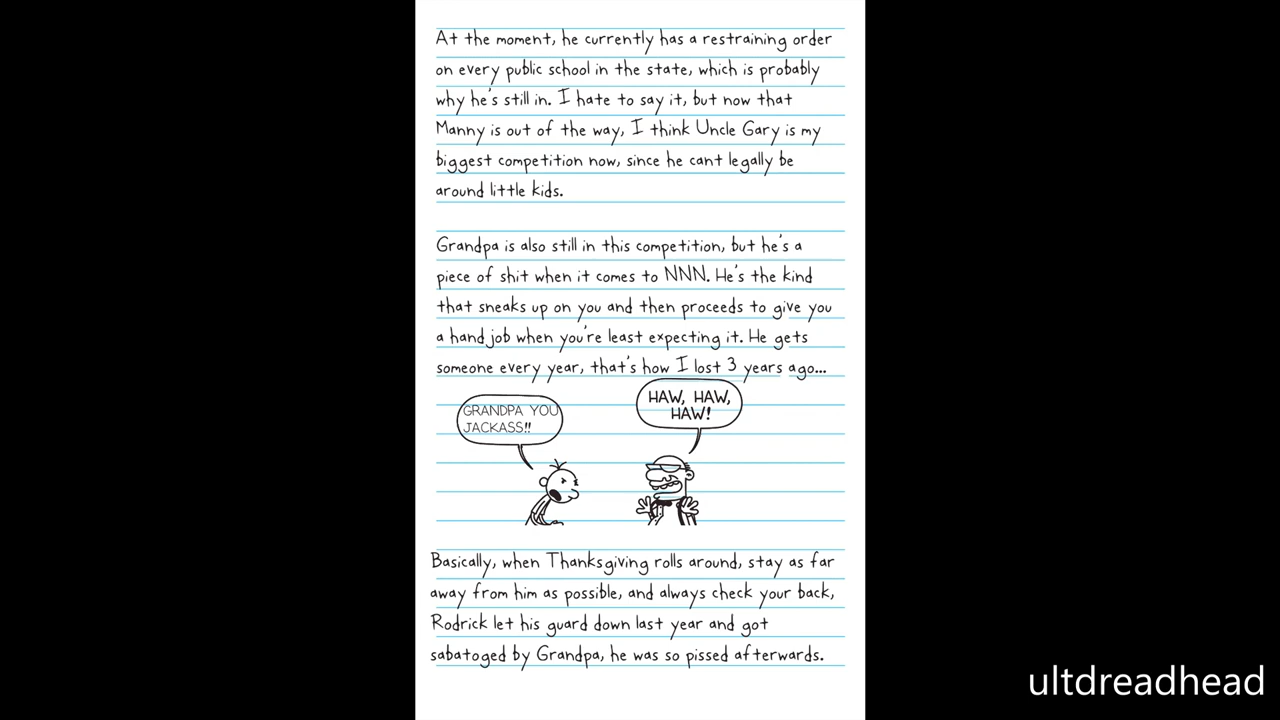 At the moment, he currently has a restraining order
on every public school in the state, which is probably
why he's still in. I hate to say it, but now that
Manny is out of the way, I think Uncle Gary is my
biggest competition now, since he cant legally be
around little kids.
Grandpa is also still in this competition, but he's a
piece of shit when it comes to NNN. He's the kind
that sneaks up on you and then proceeds to give you
a handjob when you're least expecting it. He gets
someone every year, that's how I lost 3 years ago...
GRANDPA YOU
JACKASS!!
HAW, HAW,
HAW!
Basically, when Thanksgiving rolls around, stay as far
away from him as possible, and always check your back,
Rodrick let his guard down last year and got
sabatoged by Grandpa, he was so pissed afterwards.
ultdreadhead